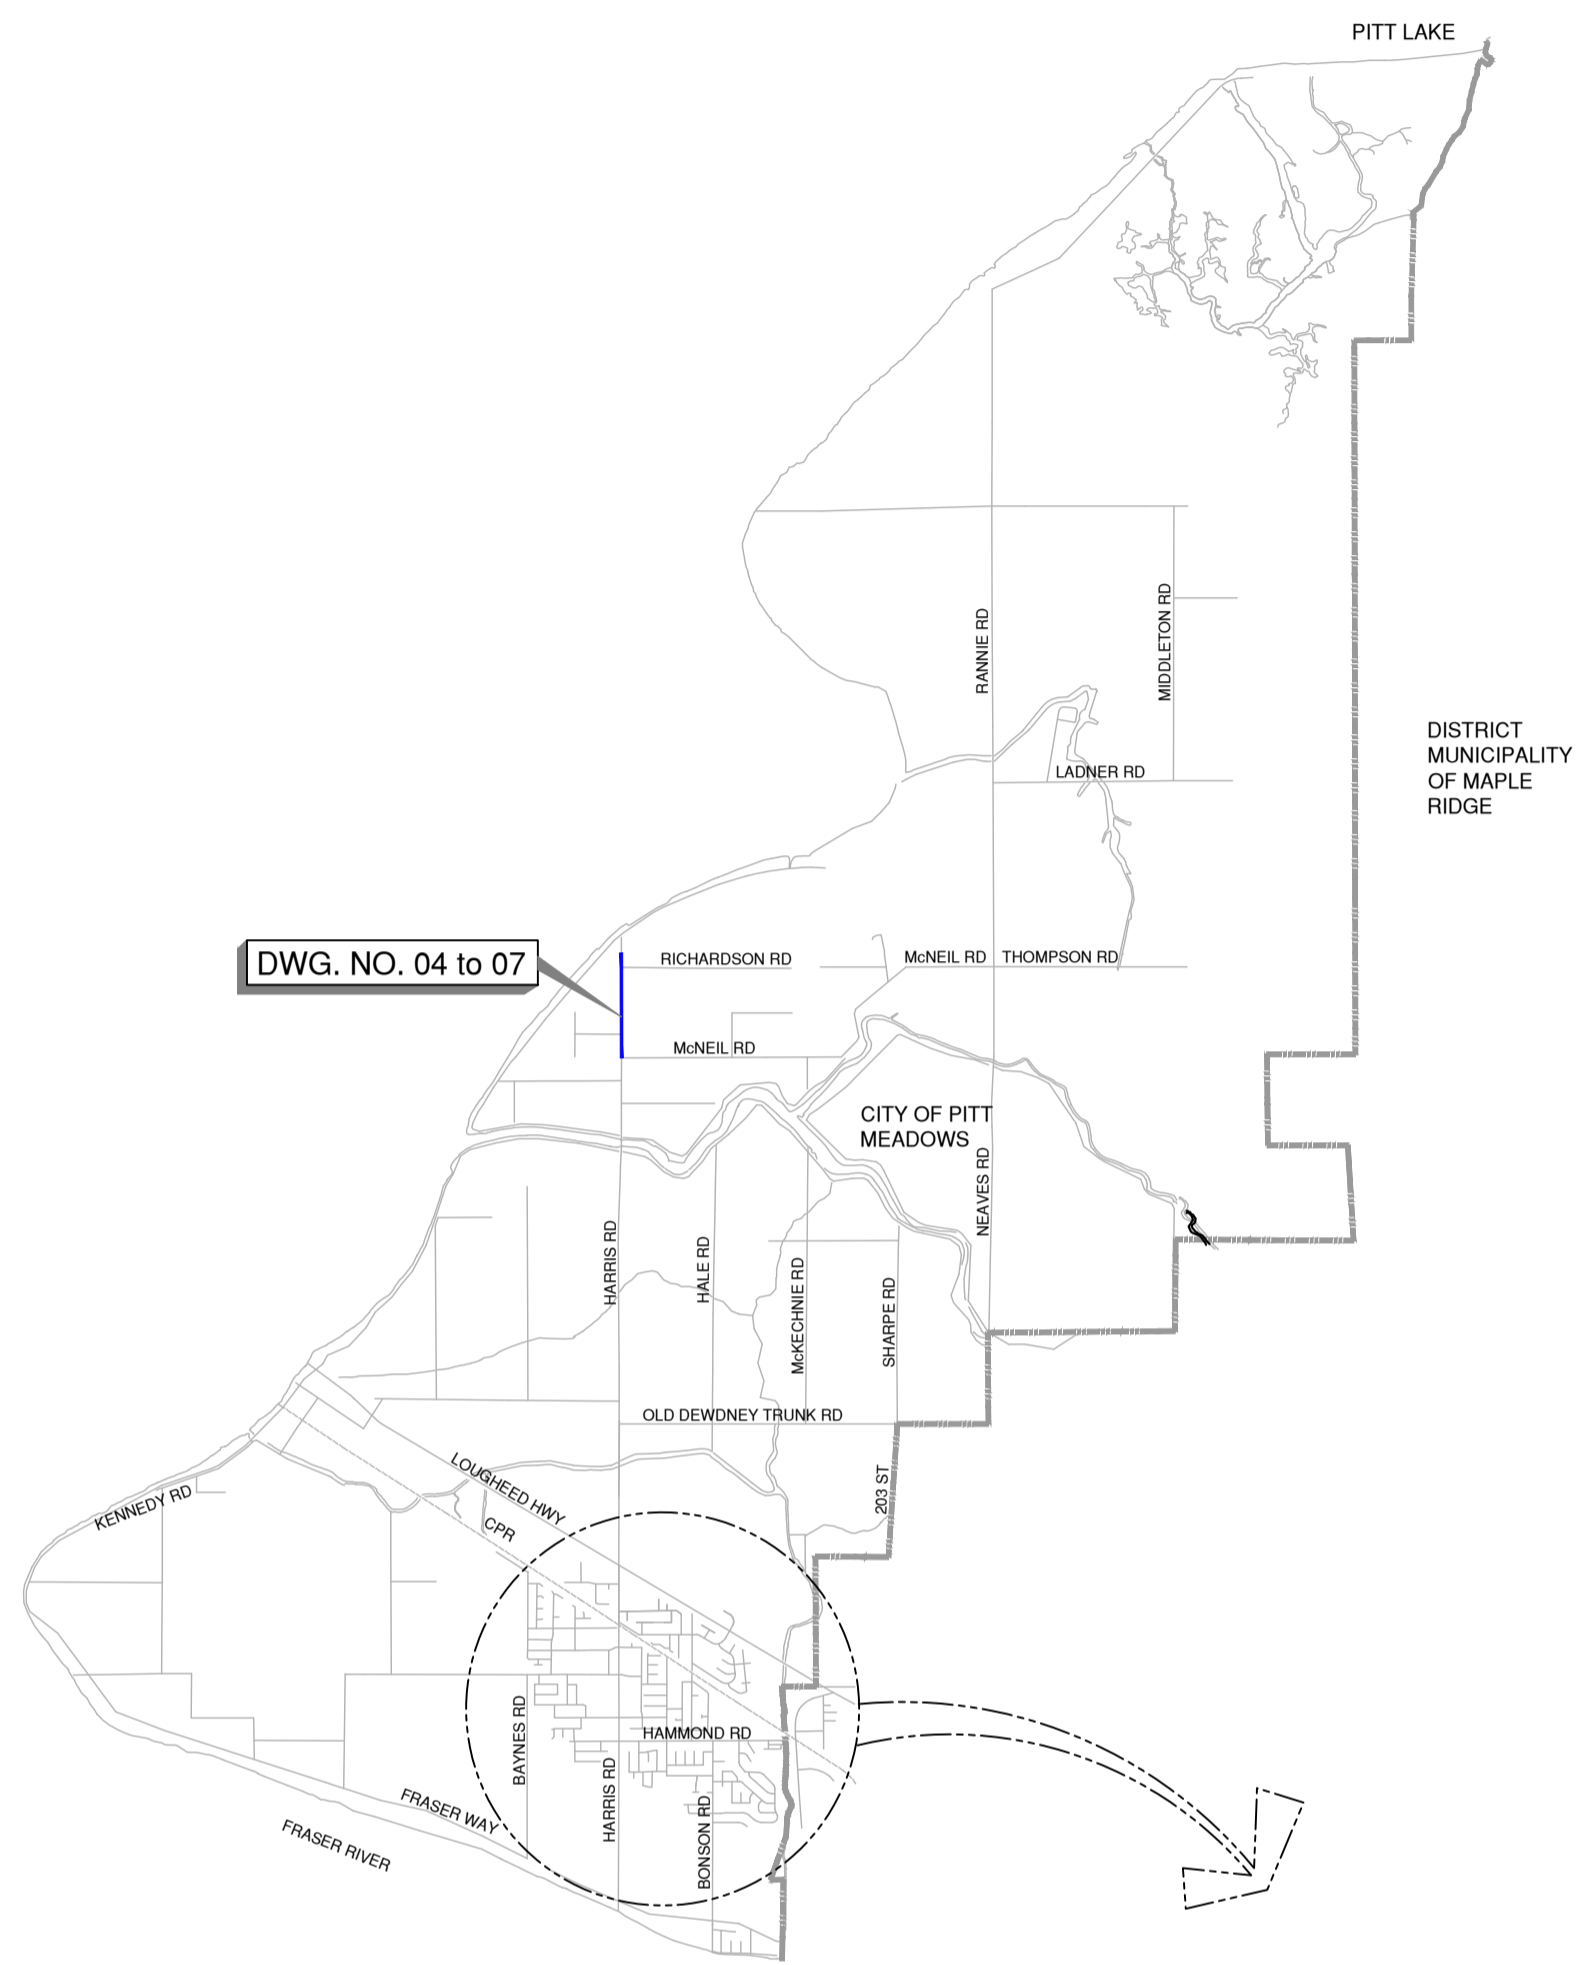 PITT LAKE
RANNIE RD
MIDDLETON RD
DISTRICT
MUNICIPALITY
OF MAPLE
RIDGE
LADNER RD
DWG. NO. 04 to 07
RICHARDSON RD
McNEIL RD
THOMPSON RD
McNEIL RD
CITY OF PITT
MEADOWS
NEAVES RD
HARRIS RD
HALE RD
McKECHNIE RD
SHARPE RD
OLD DEWDNEY TRUNK RD
LOUGHEED HWY
203 ST
KENNEDY RD
CPR
BAYNES RD
HAMMOND RD
HARRIS RD
BONSON RD
FRASER WAY
FRASER RIVER